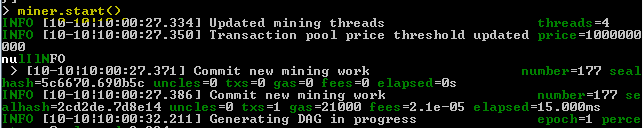 > miner.start()
INFO [10-10|10:00:27.334] Updated mining threads threads=4
INFO [10-10|10:00:27.350] Transaction pool price threshold updated price=1000000
000
nulIlNFO
> [10-10|10:00:27.371] Commit new mining work number=177 seal
hash=5c6670…690b5c uncles=0 txs=0 gas=0 fees=0 elapsed=0s
INFO [10-10|10:00:27.386] Commit new mining work number=177 se
alhash=2cd2de…7d8e14 uncles=0 txs=1 gas=21000 fees=2.1e-05 elapsed=15.000ms
INFO [10-10|10:00:32.211] Generating DAG in progress epoch=1 perce